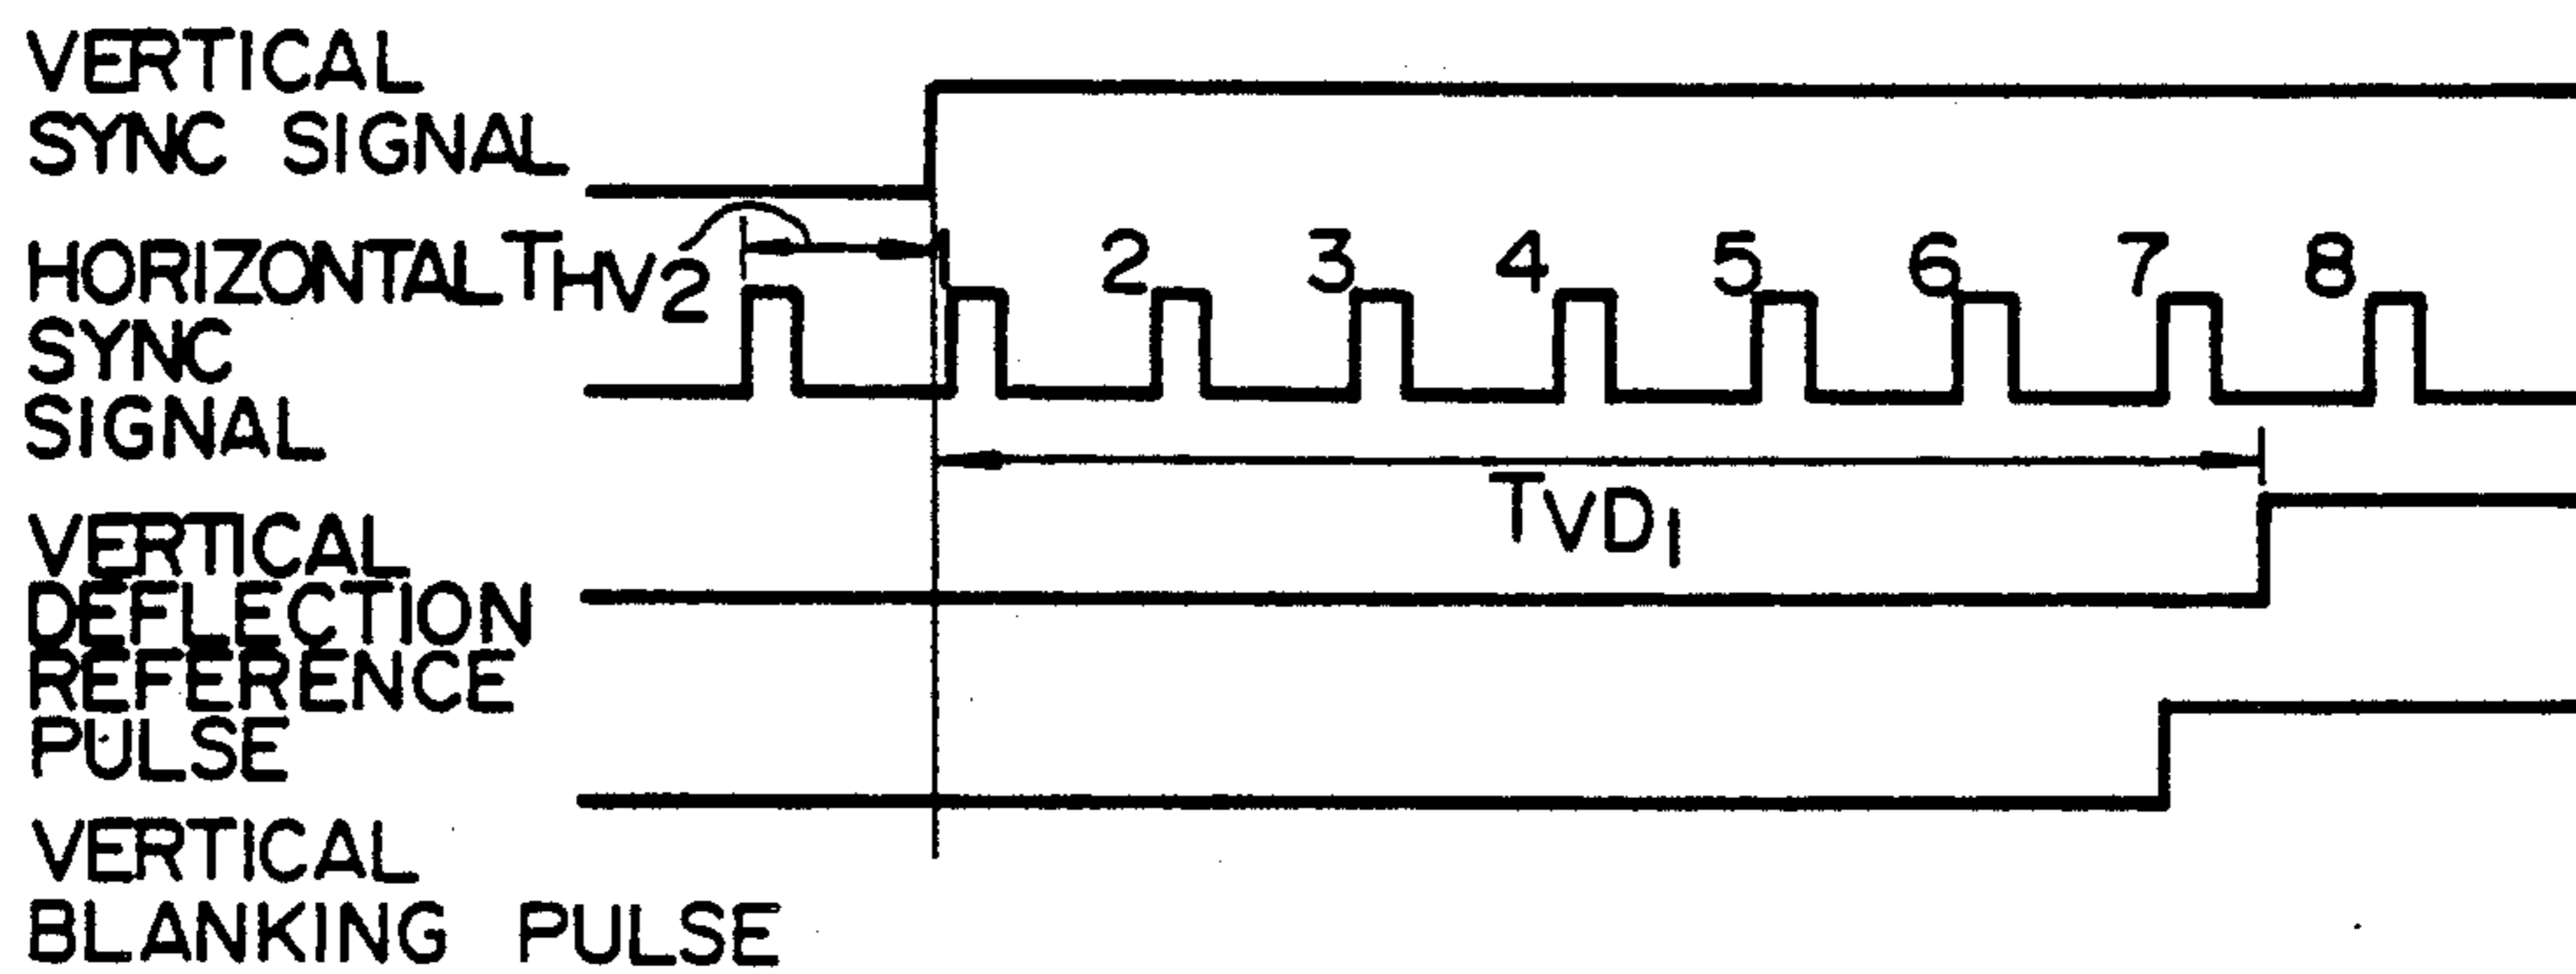 VERTICAL
SYNC SIGNAL
HORIZONTAL THV2
SYNC
SIGNAL
1 2 3 4 5 6 7 8
TVD1
VERTICAL
DEFLECTION
REFERENCE
PULSE
VERTICAL
BLANKING PULSE